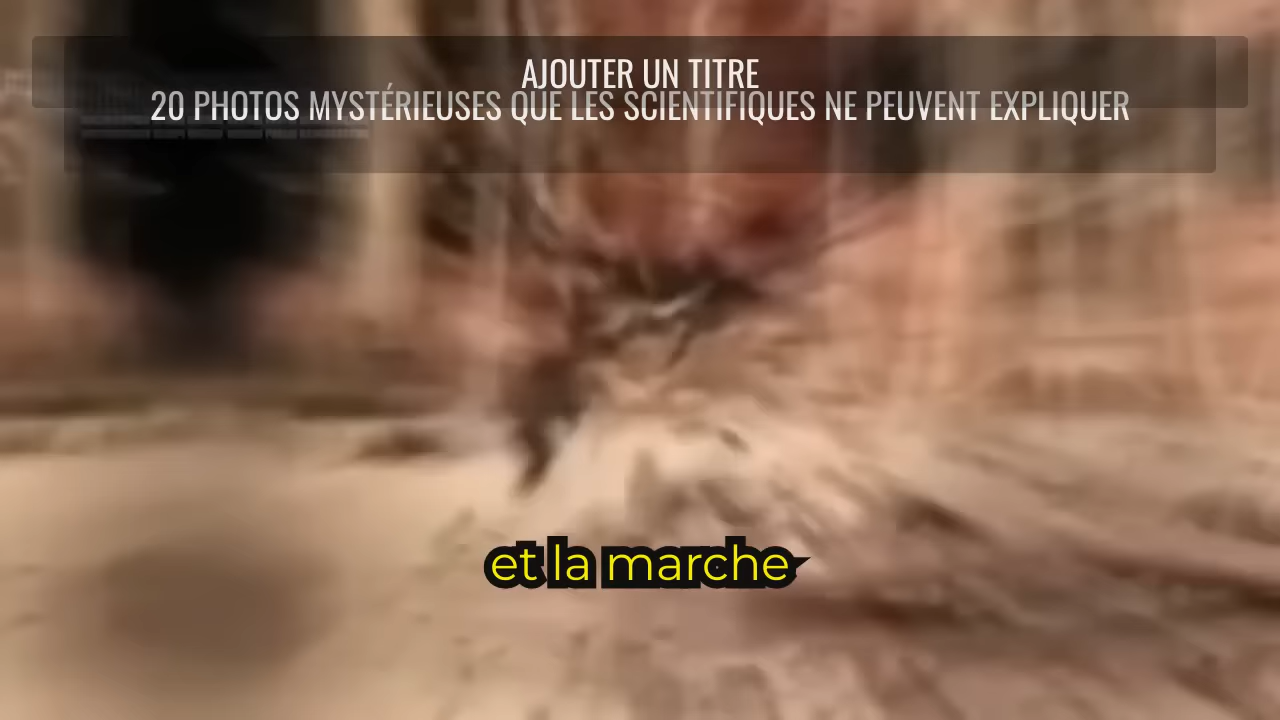 AJOUTER UN TITRE
20 PHOTOS MYSTÉRIEUSES QUE LES SCIENTIFIQUES NE PEUVENT EXPLIQUER
et la marche